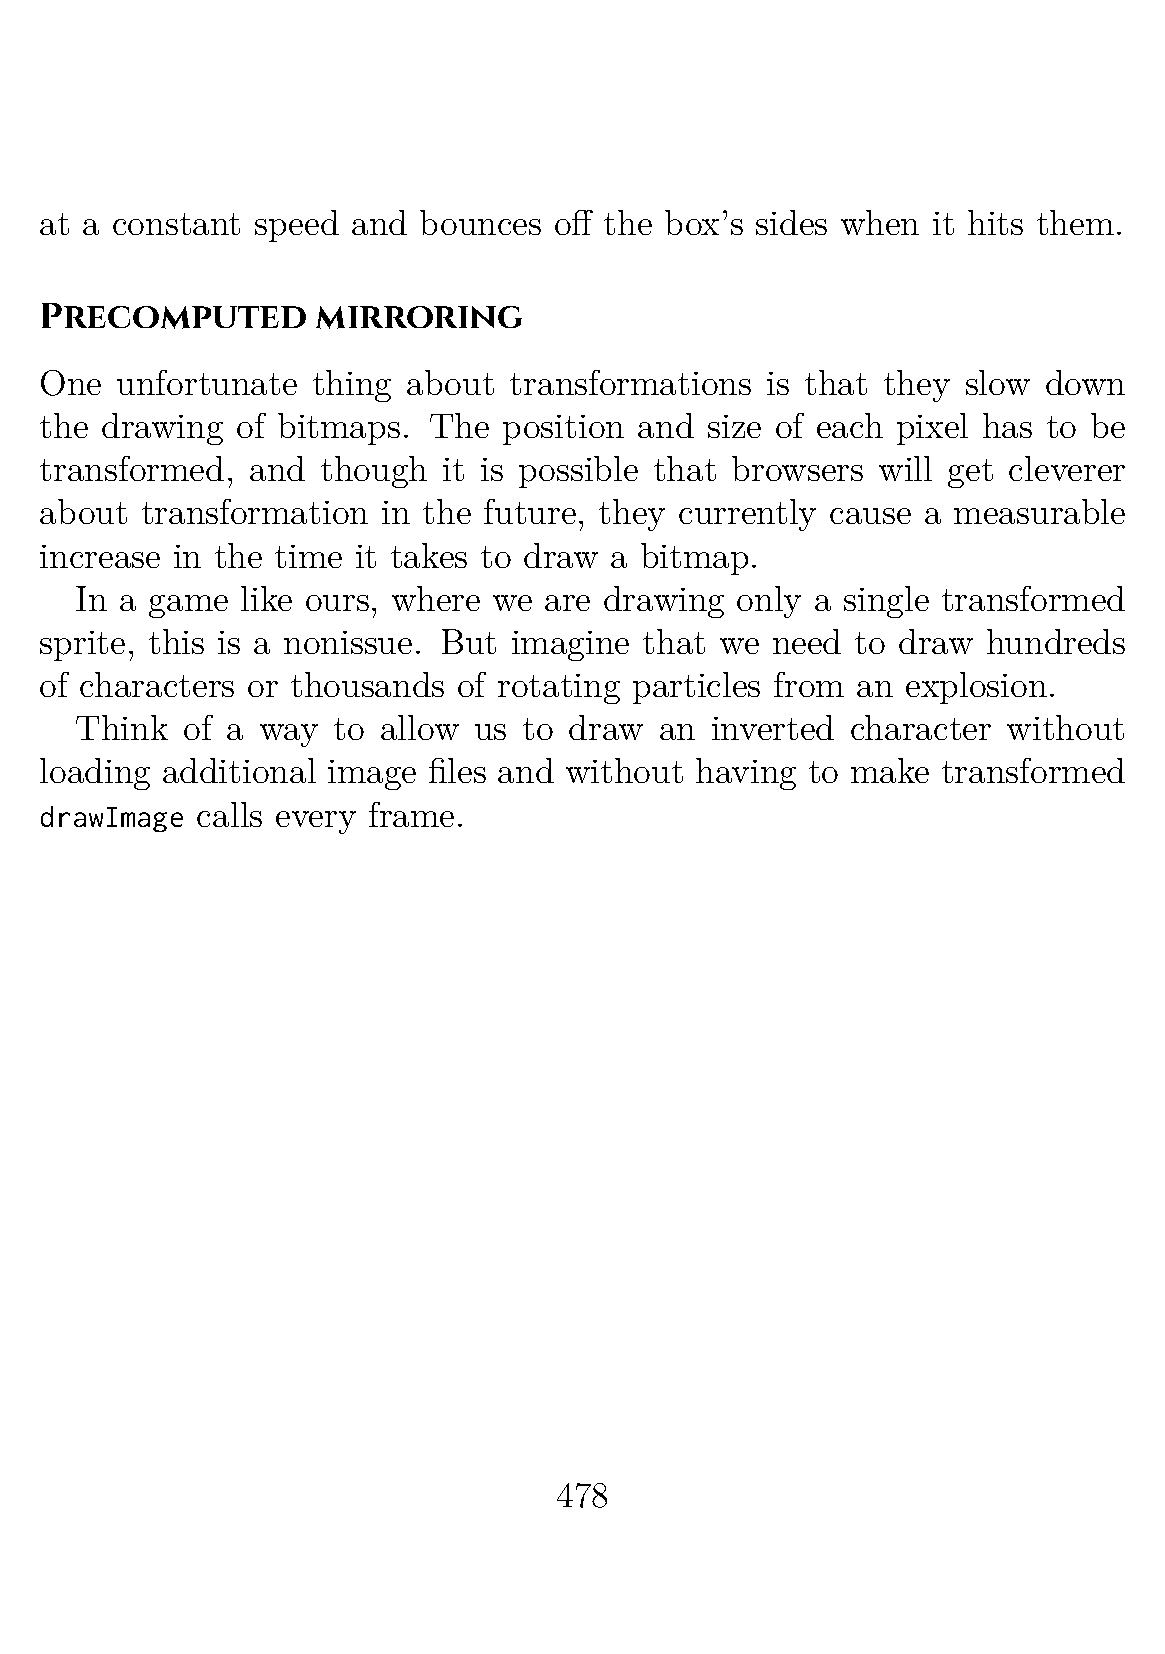 at a constant speed and bounces off the box's sides when it hits them.
Precomputed mirroring
One unfortunate thing about transformations is that they slow down
the drawing of bitmaps. The position and size of each pixel has to be
transformed, and though it is possible that browsers will get cleverer
about transformation in the future, they currently cause a measurable
increase in the time it takes to draw a bitmap.
In a game like ours, where we are drawing only a single transformed
sprite, this is a nonissue. But imagine that we need to draw hundreds
of characters or thousands of rotating particles from an explosion.
Think of a way to allow us to draw an inverted character without
loading additional image files and without having to make transformed
drawImage calls every frame.
478